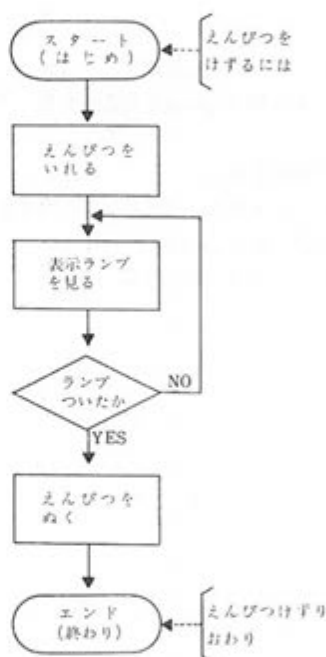 スタート
(はじめ)
えんぴつを
けずるには
えんぴつを
いれる
表示ランプ
を見る
ランプ
ついたか
NO
YES
えんぴつを
ぬく
エンド
(終わり)
えんぴつけずり
おわり